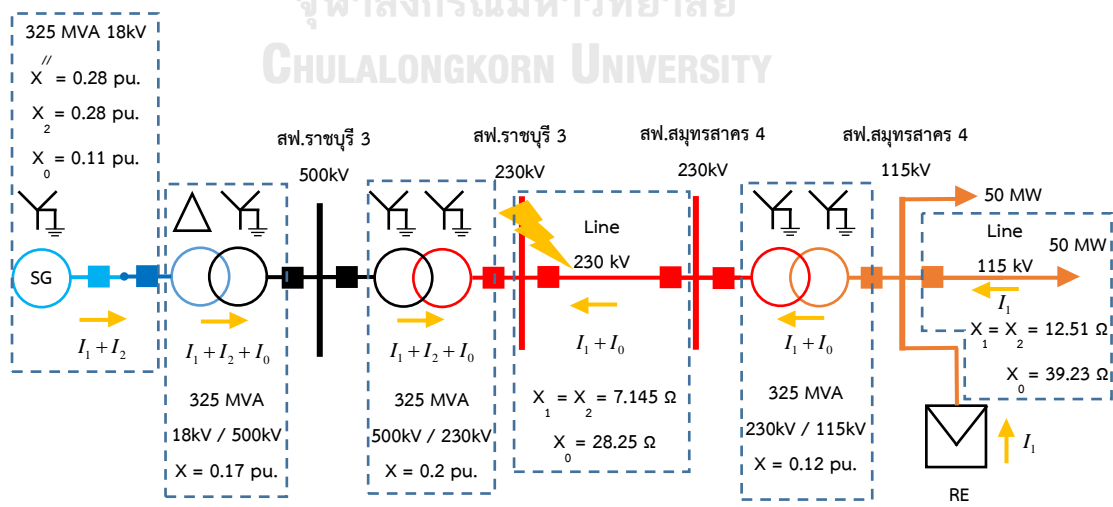 จุฬาลงกรณ์มหาวิทยาลัย
CHULALONGKORN UNIVERSITY
325 MVA 18kV
X'' = 0.28 pu.
X2 = 0.28 pu.
X0 = 0.11 pu.
SG
I1 + I2
I1 + I2 + I0
325 MVA
18kV / 500kV
X = 0.17 pu.
สฟ.ราชบุรี 3
500kV
I1 + I2 + I0
325 MVA
500kV / 230kV
X = 0.2 pu.
สฟ.ราชบุรี 3
230kV
Line
230 kV
I1 + I0
X1 = X2 = 7.145 Ω
X0 = 28.25 Ω
สฟ.สมุทรสาคร 4
230kV
I1 + I0
325 MVA
230kV / 115kV
X = 0.12 pu.
สฟ.สมุทรสาคร 4
115kV
50 MW
Line
50 MW
115 kV
I1
X1 = X2 = 12.51 Ω
X0 = 39.23 Ω
I1
RE